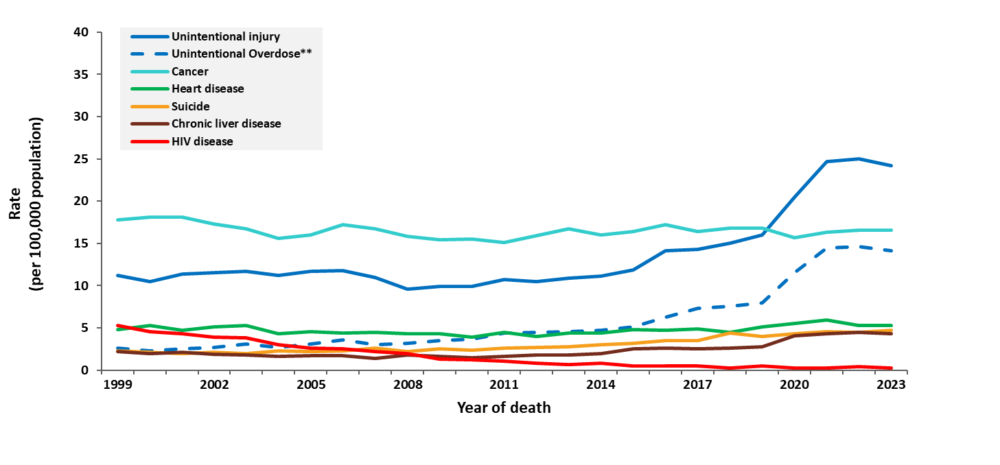 40
35
30
25
20
15
10
5
0
Rate
(per 100,000 population)
Unintentional injury
Unintentional Overdose**
Cancer
Heart disease
Suicide
Chronic liver disease
HIV disease
1999 2002 2005 2008 2011 2014 2017 2020 2023
Year of death